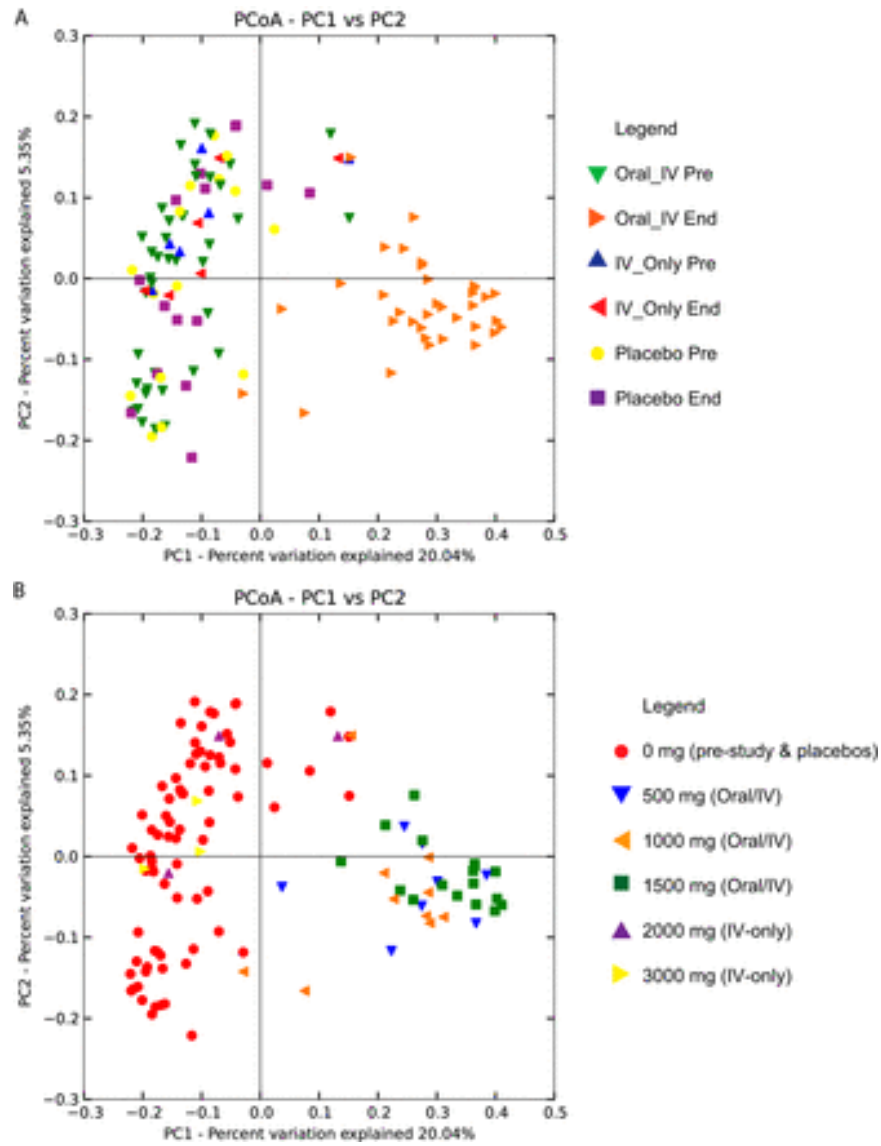 A
PCoA - PC1 vs PC2
0.3
0.2
0.1
0.0
−0.1
−0.2
−0.3
PC2 - Percent variation explained 5.35%
−0.3 −0.2 −0.1 0.0 0.1 0.2 0.3 0.4 0.5
PC1 - Percent variation explained 20.04%
Legend
Oral_IV Pre
Oral_IV End
IV_Only Pre
IV_Only End
Placebo Pre
Placebo End
B
PCoA - PC1 vs PC2
0.3
0.2
0.1
0.0
−0.1
−0.2
−0.3
PC2 - Percent variation explained 5.35%
−0.3 −0.2 −0.1 0.0 0.1 0.2 0.3 0.4 0.5
PC1 - Percent variation explained 20.04%
Legend
0 mg (pre-study & placebos)
500 mg (Oral/IV)
1000 mg (Oral/IV)
1500 mg (Oral/IV)
2000 mg (IV-only)
3000 mg (IV-only)